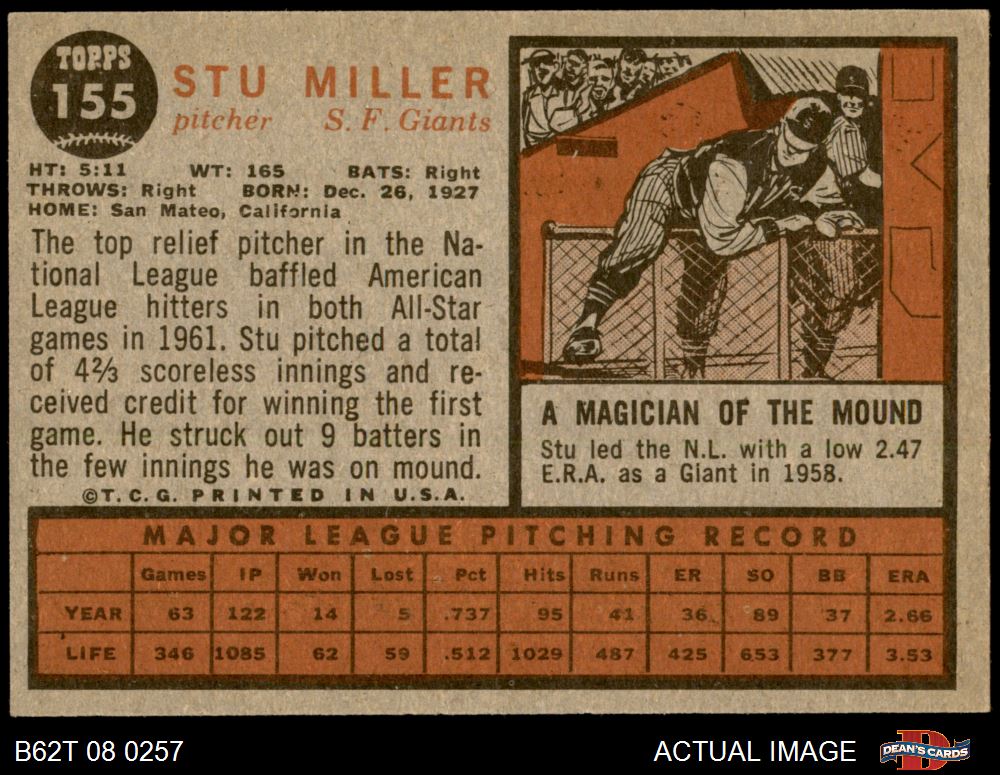 TOPPS
155
STU MILLER
pitcher S. F. Giants
HT: 5:11 WT: 165 BATS: Right
THROWS: Right BORN: Dec. 26, 1927
HOME: San Mateo, California
The top relief pitcher in the Na-
tional League baffled American
League hitters in both All-Star
games in 1961. Stu pitched a total
of 4⅔ scoreless innings and re-
ceived credit for winning the first
game. He struck out 9 batters in
the few innings he was on mound.
©T.C.G. PRINTED IN U.S.A.
A MAGICIAN OF THE MOUND
Stu led the N.L. with a low 2.47
E.R.A. as a Giant in 1958.
MAJOR LEAGUE PITCHING RECORD
Games IP Won Lost Pct Hits Runs ER SO BB ERA
YEAR 63 122 14 5 .737 95 41 36 89 37 2.66
LIFE 346 1085 62 59 .512 1029 487 425 653 377 3.53
B62T 08 0257 ACTUAL IMAGE DEAN'S CARDS